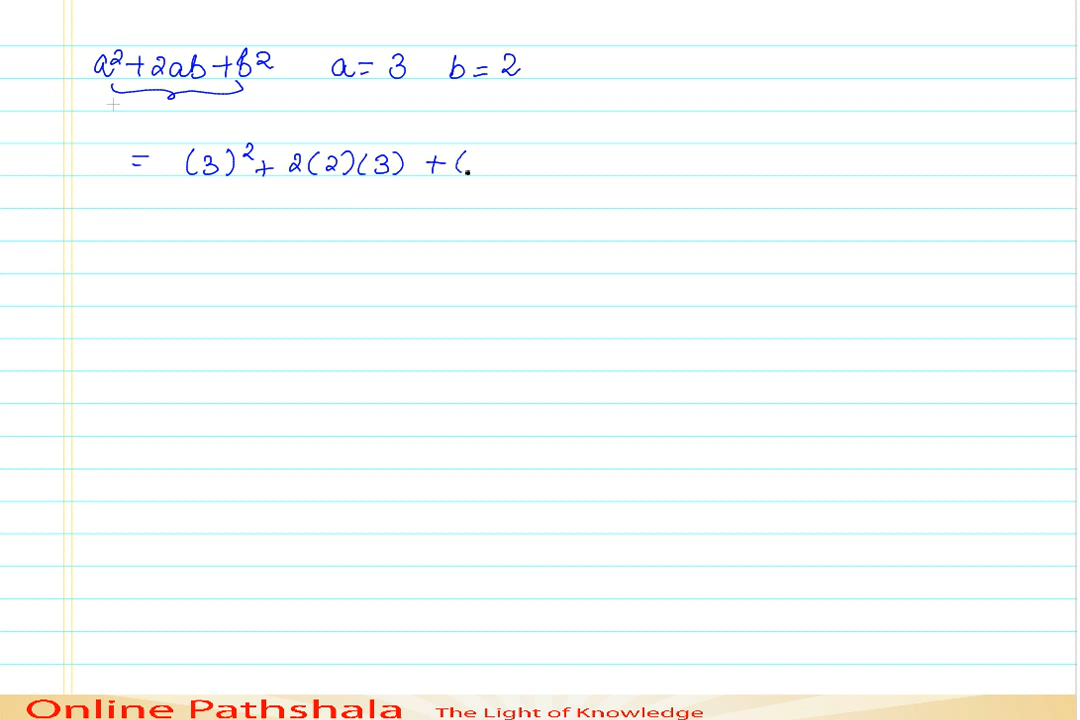 a²+2ab+b² a=3 b=2
= (3)²+ 2(2)(3) +(
Online Pathshala The Light of Knowledge